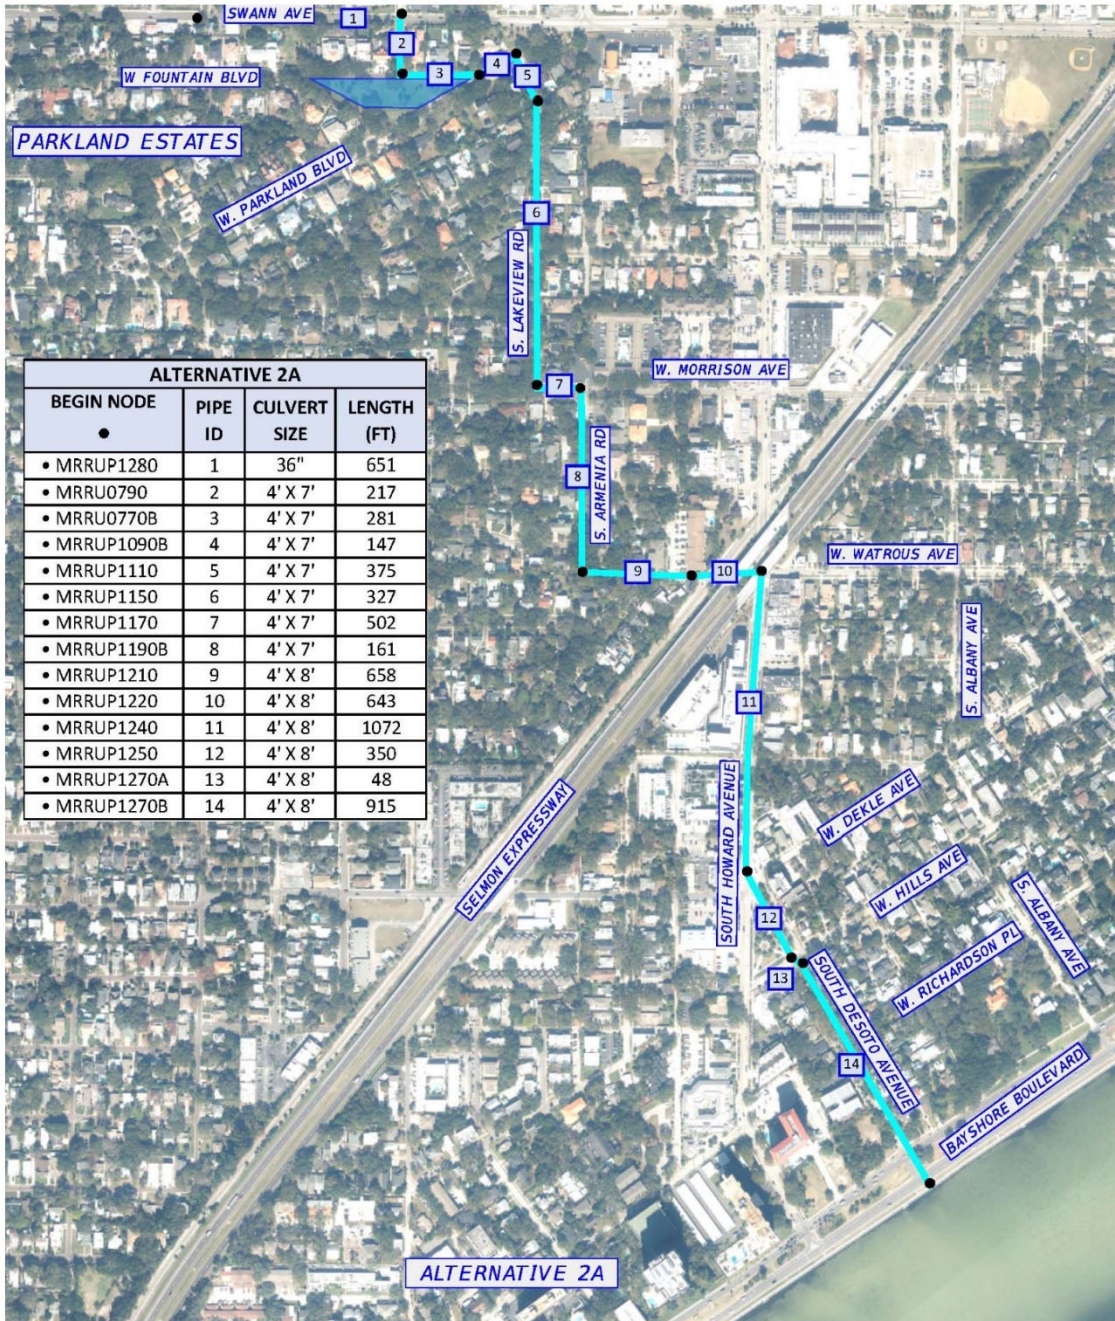 SWANN AVE
1
2
W FOUNTAIN BLVD
3
4
5
PARKLAND ESTATES
W. PARKLAND BLVD
6
S. LAKEVIEW RD
7
W. MORRISON AVE
ALTERNATIVE 2A
BEGIN NODE ● PIPE ID CULVERT SIZE LENGTH (FT)
• MRRUP1280 1 36" 651
• MRRU0790 2 4' X 7' 217
• MRRU0770B 3 4' X 7' 281
• MRRUP1090B 4 4' X 7' 147
• MRRUP1110 5 4' X 7' 375
• MRRUP1150 6 4' X 7' 327
• MRRUP1170 7 4' X 7' 502
• MRRUP1190B 8 4' X 7' 161
• MRRUP1210 9 4' X 8' 658
• MRRUP1220 10 4' X 8' 643
• MRRUP1240 11 4' X 8' 1072
• MRRUP1250 12 4' X 8' 350
• MRRUP1270A 13 4' X 8' 48
• MRRUP1270B 14 4' X 8' 915
8
S. ARMENIA RD
9
10
W. WATROUS AVE
S. ALBANY AVE
11
SOUTH HOWARD AVENUE
SELMON EXPRESSWAY
W. DEKLE AVE
W. HILLS AVE
12
S. ALBANY AVE
W. RICHARDSON PL
13
SOUTH DESOTO AVENUE
14
BAYSHORE BOULEVARD
ALTERNATIVE 2A